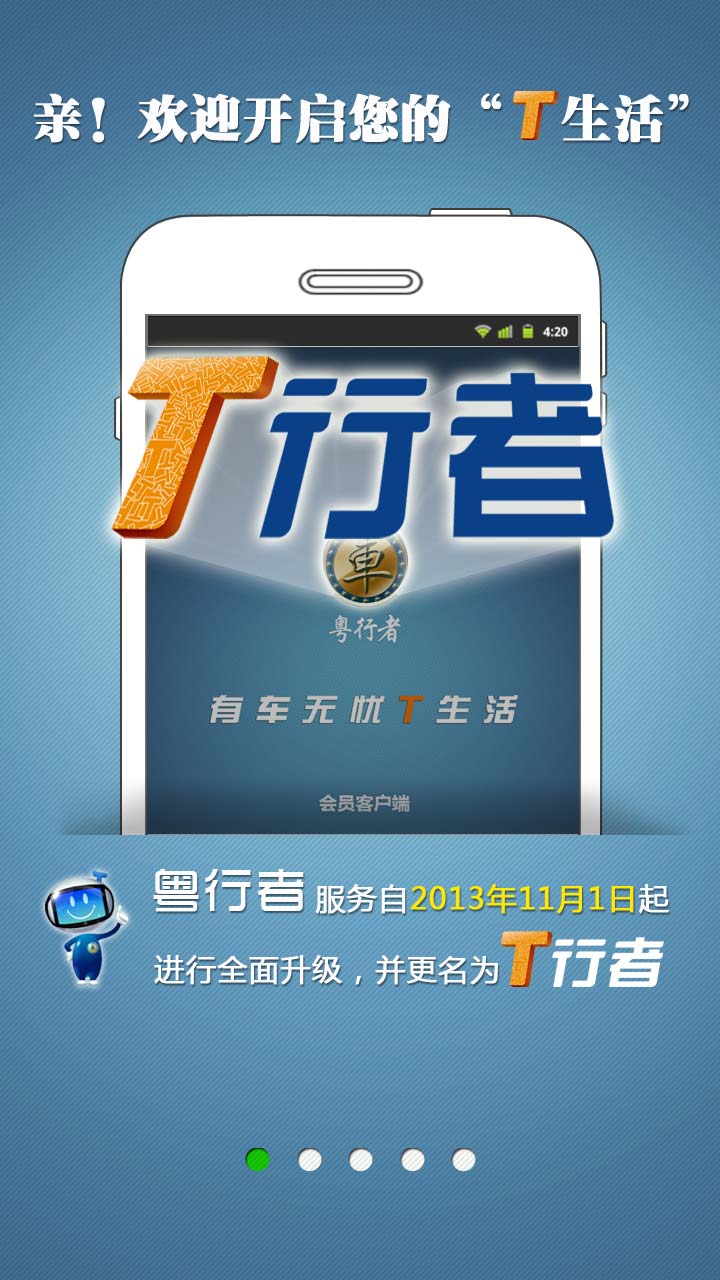 亲！欢迎开启您的“T生活”
4:20
T行者
車
粤行者
有车无忧T生活
会员客户端
粤行者服务自2013年11月1日起
进行全面升级，并更名为T行者